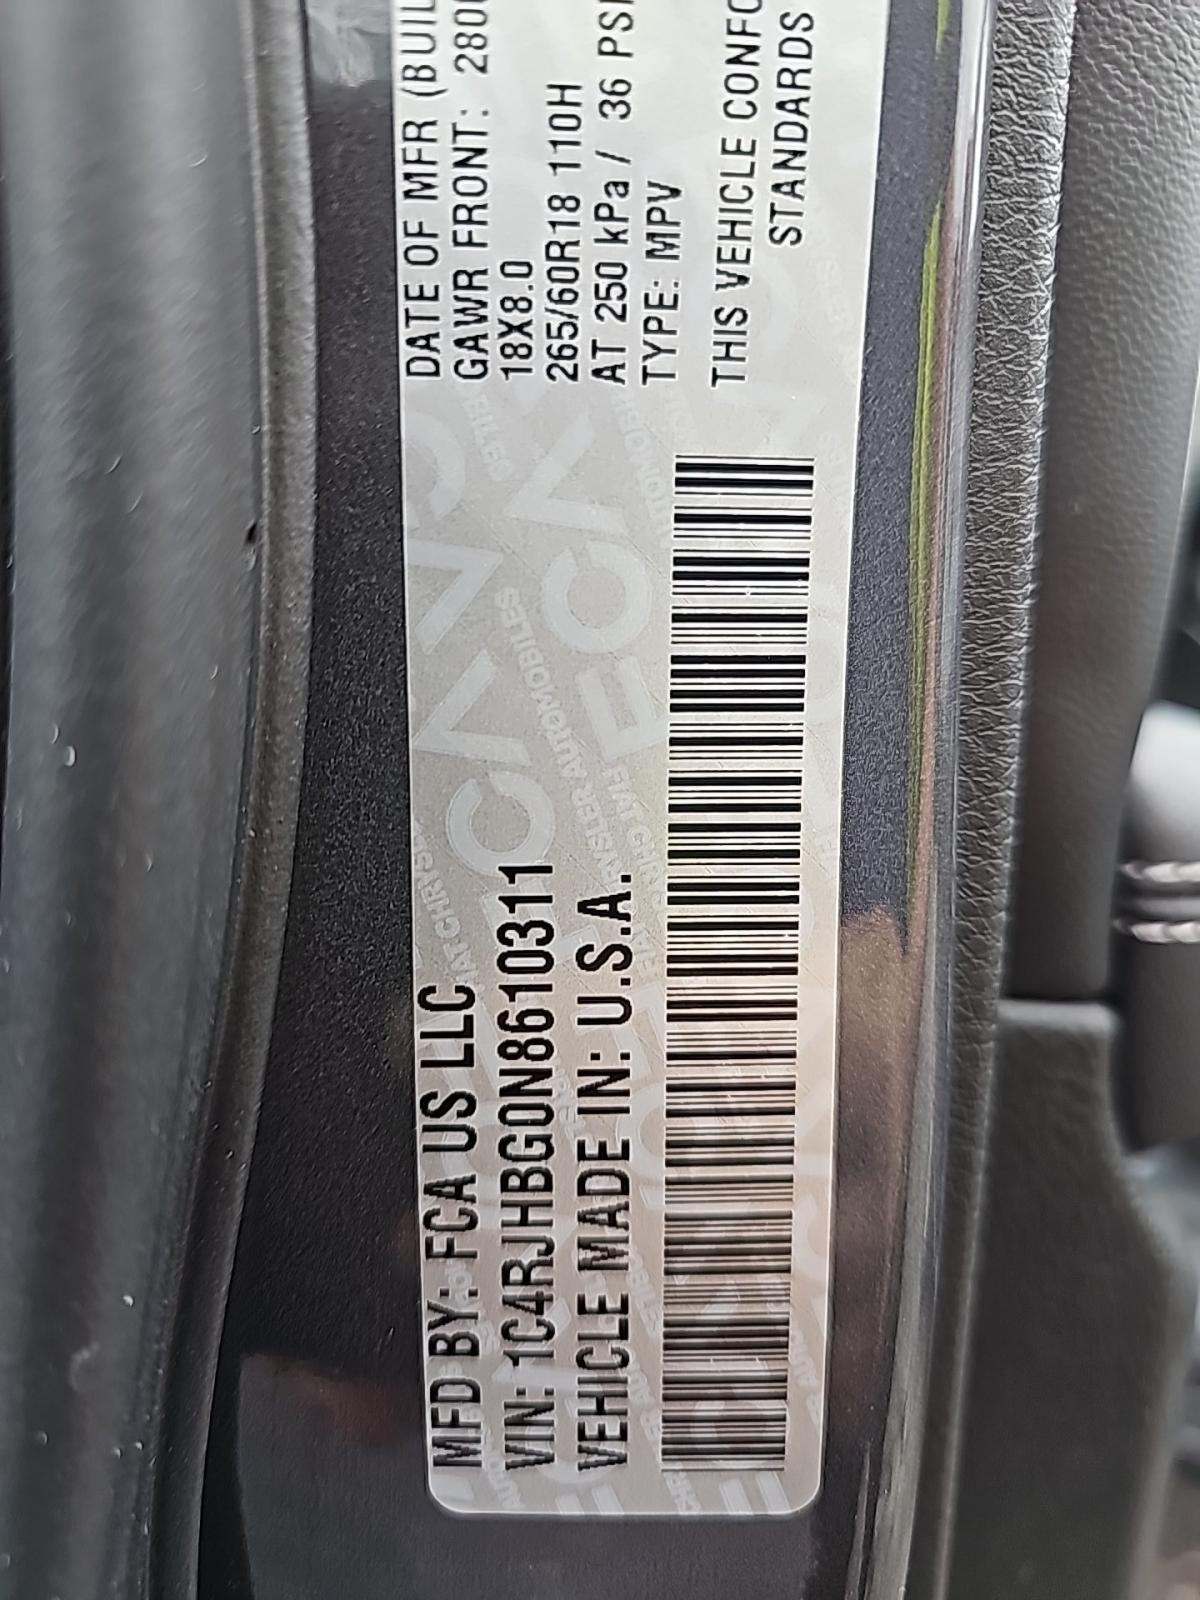 MFD BY: FCA US LLC
VIN: 1C4RJHBG0N8610311
VEHICLE MADE IN: U.S.A.
DATE OF MFR (BUIL
GAWR FRONT: 280
18X8.0
265/60R18 110H
AT 250 kPa / 36 PSI
TYPE: MPV
THIS VEHICLE CONFO
STANDARDS